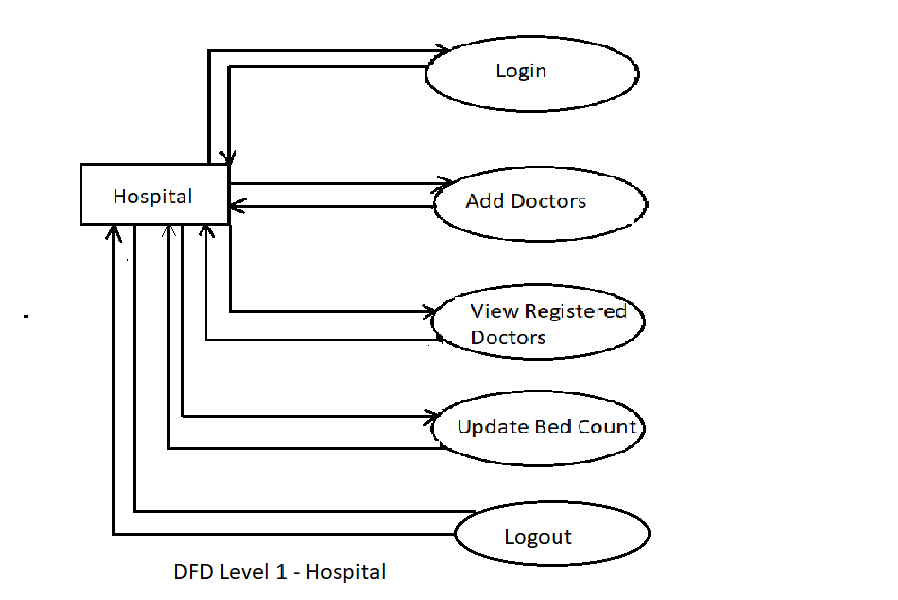 Login
Hospital
Add Doctors
View Registered
Doctors
Update Bed Count
Logout
DFD Level 1 - Hospital